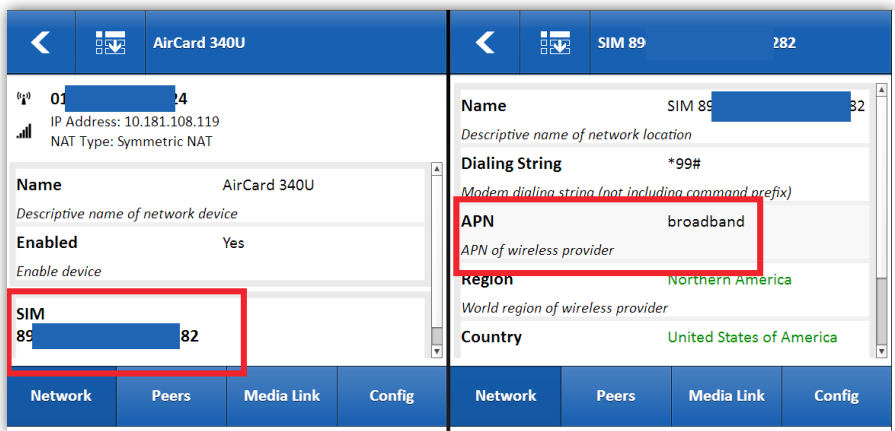 AirCard 340U
01 24
IP Address: 10.181.108.119
NAT Type: Symmetric NAT
Name AirCard 340U
Descriptive name of network device
Enabled Yes
Enable device
SIM
89 82
Network Peers Media Link Config
SIM 89 282
Name SIM 89 82
Descriptive name of network location
Dialing String *99#
Modem dialing string (not including command prefix)
APN broadband
APN of wireless provider
Region Northern America
World region of wireless provider
Country United States of America
Network Peers Media Link Config